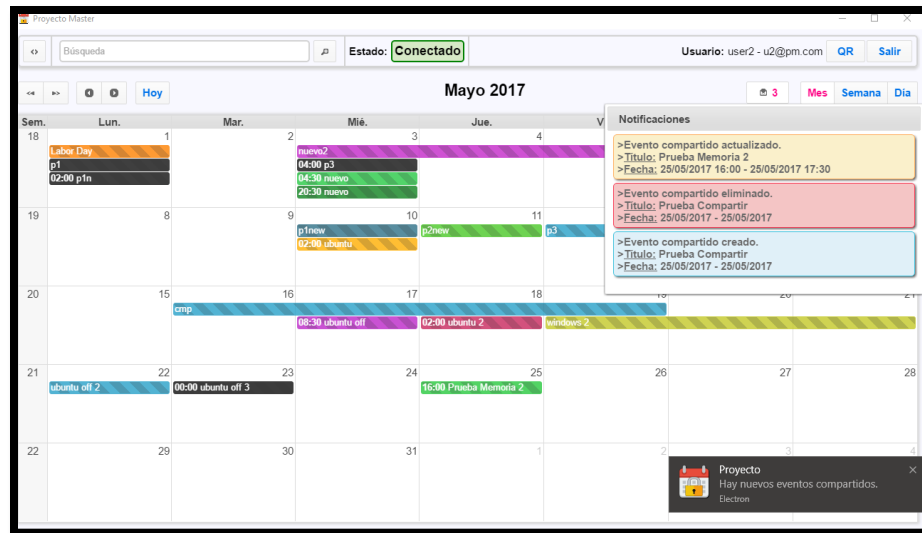 Proyecto Master
Búsqueda
Estado: Conectado
Usuario: user2 - u2@pm.com QR Salir
Hoy
Mayo 2017
3 Mes Semana Dia
Sem. Lun. Mar. Mié. Jue. V
Notificaciones
>Evento compartido actualizado.
>Titulo: Prueba Memoria 2
>Fecha: 25/05/2017 16:00 - 25/05/2017 17:30
>Evento compartido eliminado.
>Titulo: Prueba Compartir
>Fecha: 25/05/2017 - 25/05/2017
>Evento compartido creado.
>Titulo: Prueba Compartir
>Fecha: 25/05/2017 - 25/05/2017
18 1 2 3 4
Labor Day nuevo2
p1 04:00 p3
02:00 p1n 04:30 nuevo
20:30 nuevo
19 8 9 10 11
p1new p2new p3
02:00 ubuntu
20 15 16 17 18 19 20 21
cmp
08:30 ubuntu off 02:00 ubuntu 2 windows 2
21 22 23 24 25 26 27 28
ubuntu off 2 00:00 ubuntu off 3 16:00 Prueba Memoria 2
22 29 30 31 1 2 3 4
Proyecto
Hay nuevos eventos compartidos.
Electron